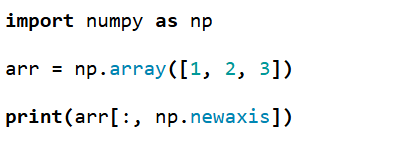 import numpy as np
arr = np.array([1, 2, 3])
print(arr[:, np.newaxis])